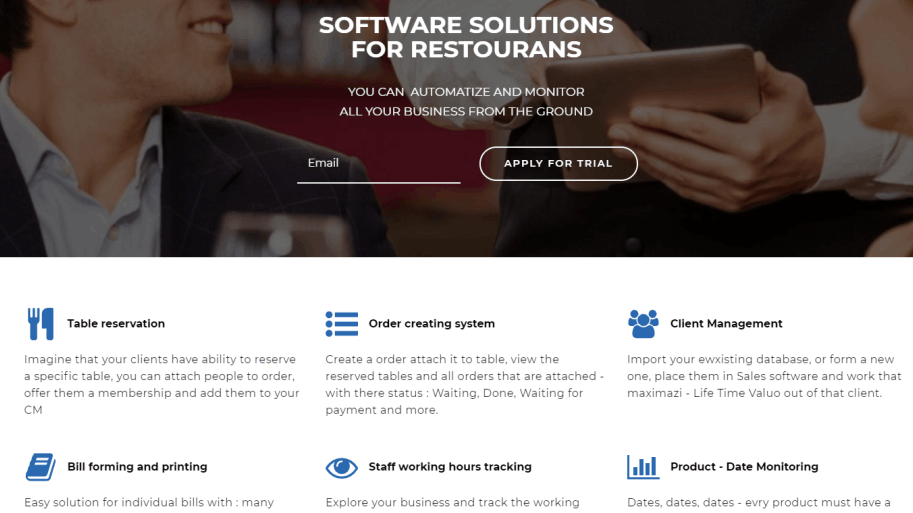 SOFTWARE SOLUTIONS
FOR RESTOURANS
YOU CAN AUTOMATIZE AND MONITOR
ALL YOUR BUSINESS FROM THE GROUND
Email
APPLY FOR TRIAL
Table reservation
Imagine that your clients have ability to reserve
a specific table, you can attach people to order,
offer them a membership and add them to your
CM
Order creating system
Create a order attach it to table, view the
reserved tables and all orders that are attached -
with there status : Waiting, Done, Waiting for
payment and more.
Client Management
Import your ewxisting database, or form a new
one, place them in Sales software and work that
maximazi - Life Time Valuo out of that client.
Bill forming and printing
Easy solution for individual bills with : many
Staff working hours tracking
Explore your business and track the working
Product - Date Monitoring
Dates, dates, dates - evry product must have a